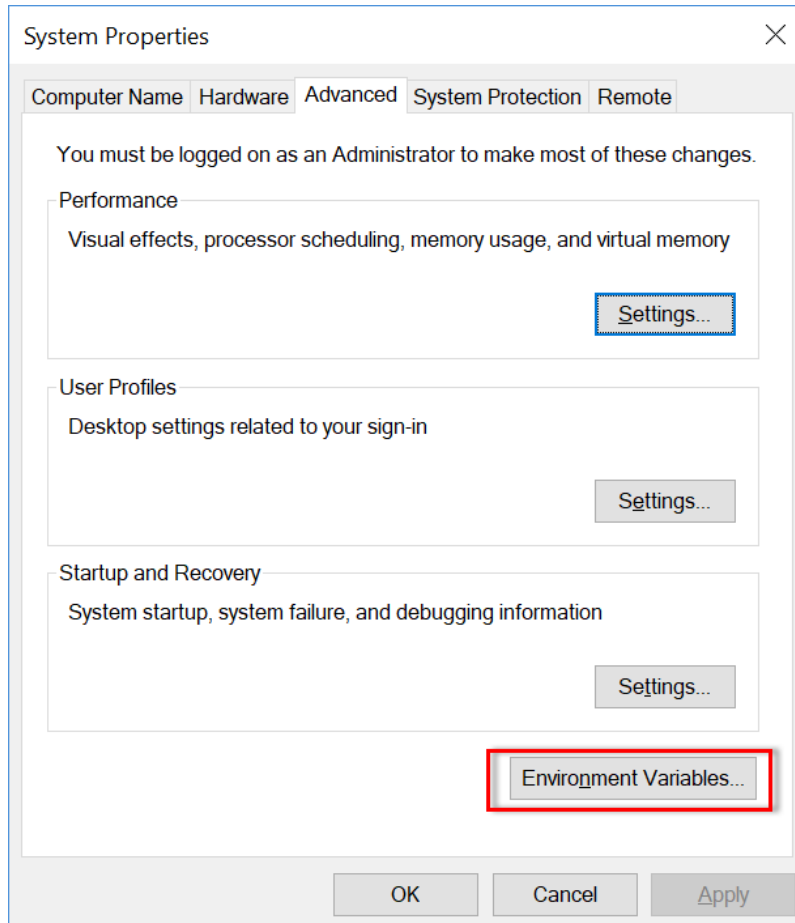 System Properties
Computer Name Hardware Advanced System Protection Remote
You must be logged on as an Administrator to make most of these changes.
Performance
Visual effects, processor scheduling, memory usage, and virtual memory
Settings...
User Profiles
Desktop settings related to your sign-in
Settings...
Startup and Recovery
System startup, system failure, and debugging information
Settings...
Environment Variables...
OK Cancel Apply